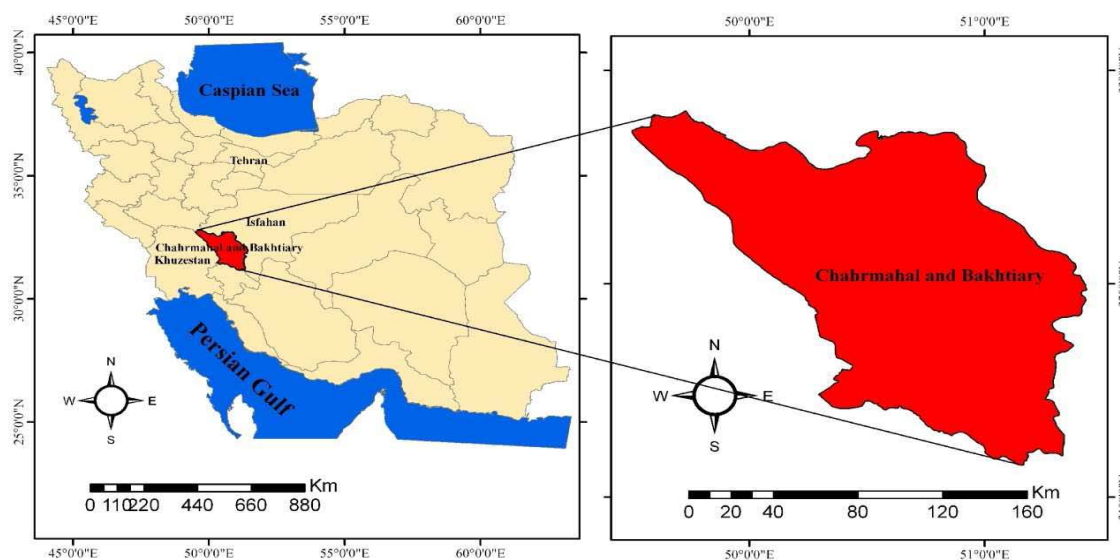 45°0'0"E 50°0'0"E 55°0'0"E 60°0'0"E
50°0'0"E 51°0'0"E
40°0'0"N
35°0'0"N
30°0'0"N
25°0'0"N
Caspian Sea
Tehran
Isfahan
Chahrmahal and Bakhtiary
Khuzestan
Persian Gulf
N
W E
S
Km
0 110 220 440 660 880
45°0'0"E 50°0'0"E 55°0'0"E 60°0'0"E
Chahrmahal and Bakhtiary
N
W E
S
Km
0 20 40 80 120 160
50°0'0"E 51°0'0"E